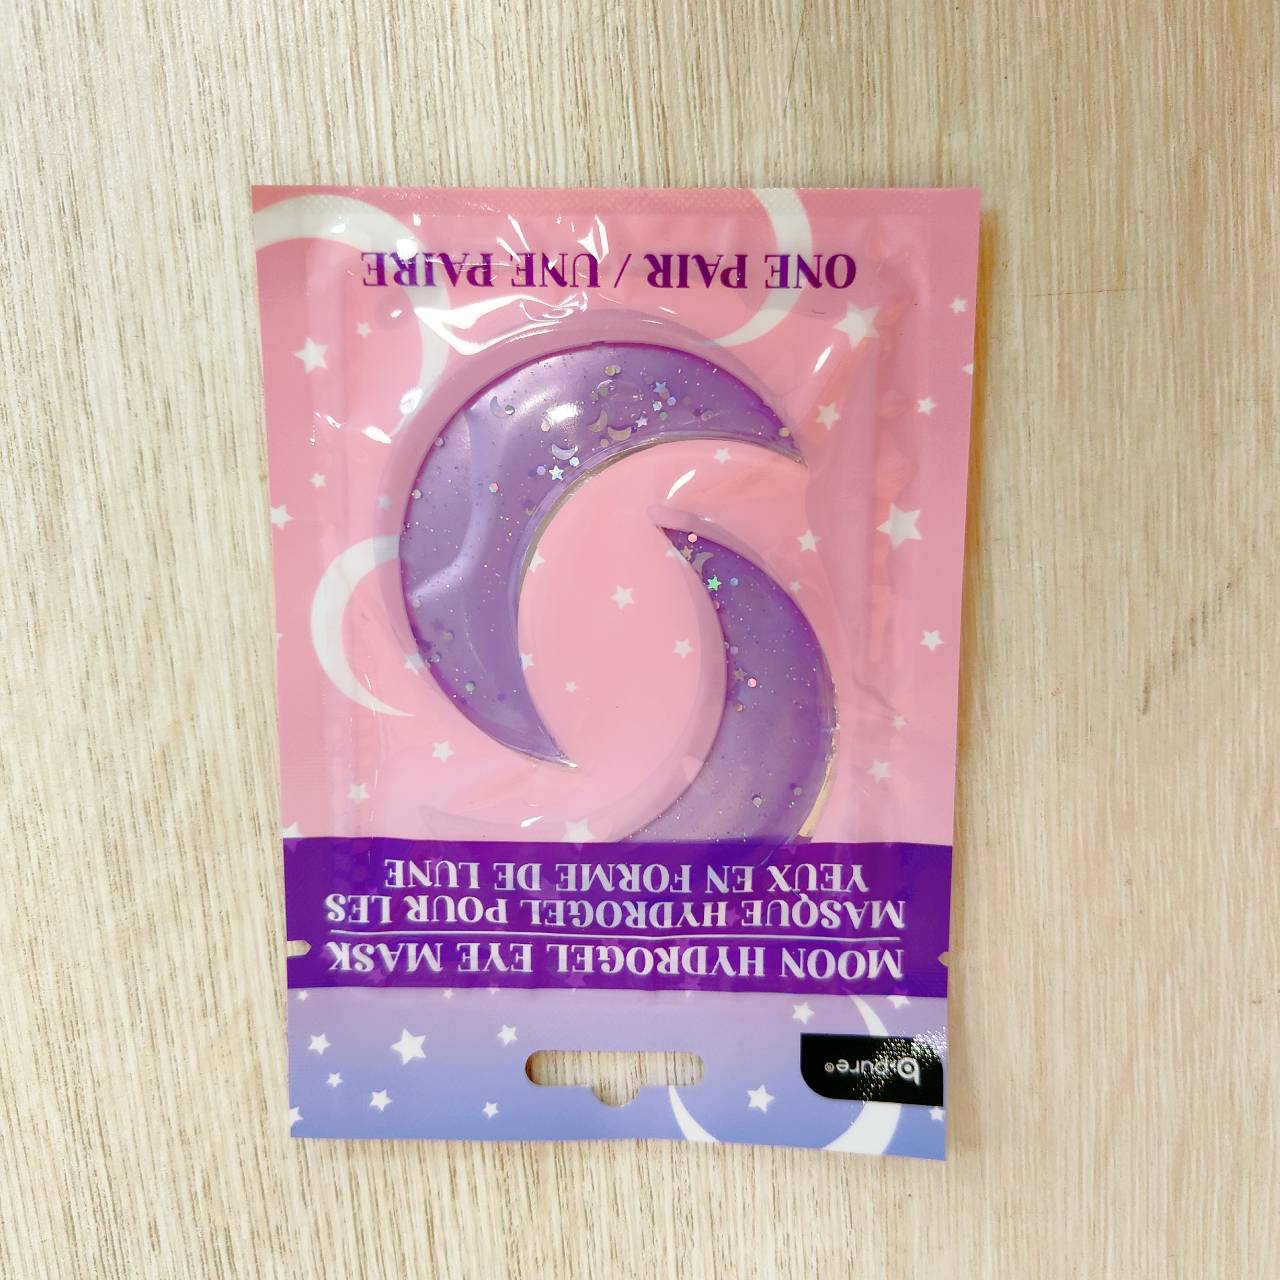 b·pure®
MOON HYDROGEL EYE MASK
MASQUE HYDROGEL POUR LES
YEUX EN FORME DE LUNE
ONE PAIR / UNE PAIRE